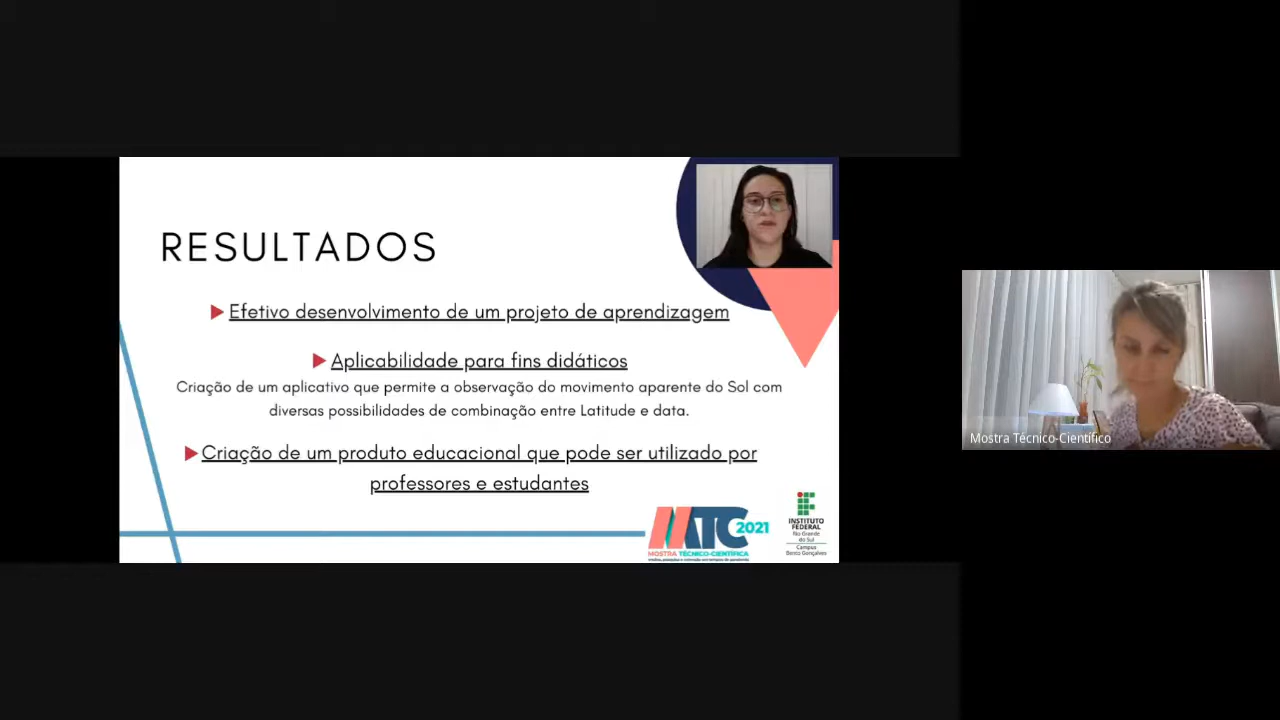 RESULTADOS
Efetivo desenvolvimento de um projeto de aprendizagem
Aplicabilidade para fins didáticos
Criação de um aplicativo que permite a observação do movimento aparente do Sol com
diversas possibilidades de combinação entre Latitude e data.
Criação de um produto educacional que pode ser utilizado por
professores e estudantes
MTC 2021
MOSTRA TÉCNICO-CIENTÍFICA
INSTITUTO
FEDERAL
Rio Grande
do Sul
Campus
Bento Gonçalves
Mostra Técnico-Científico